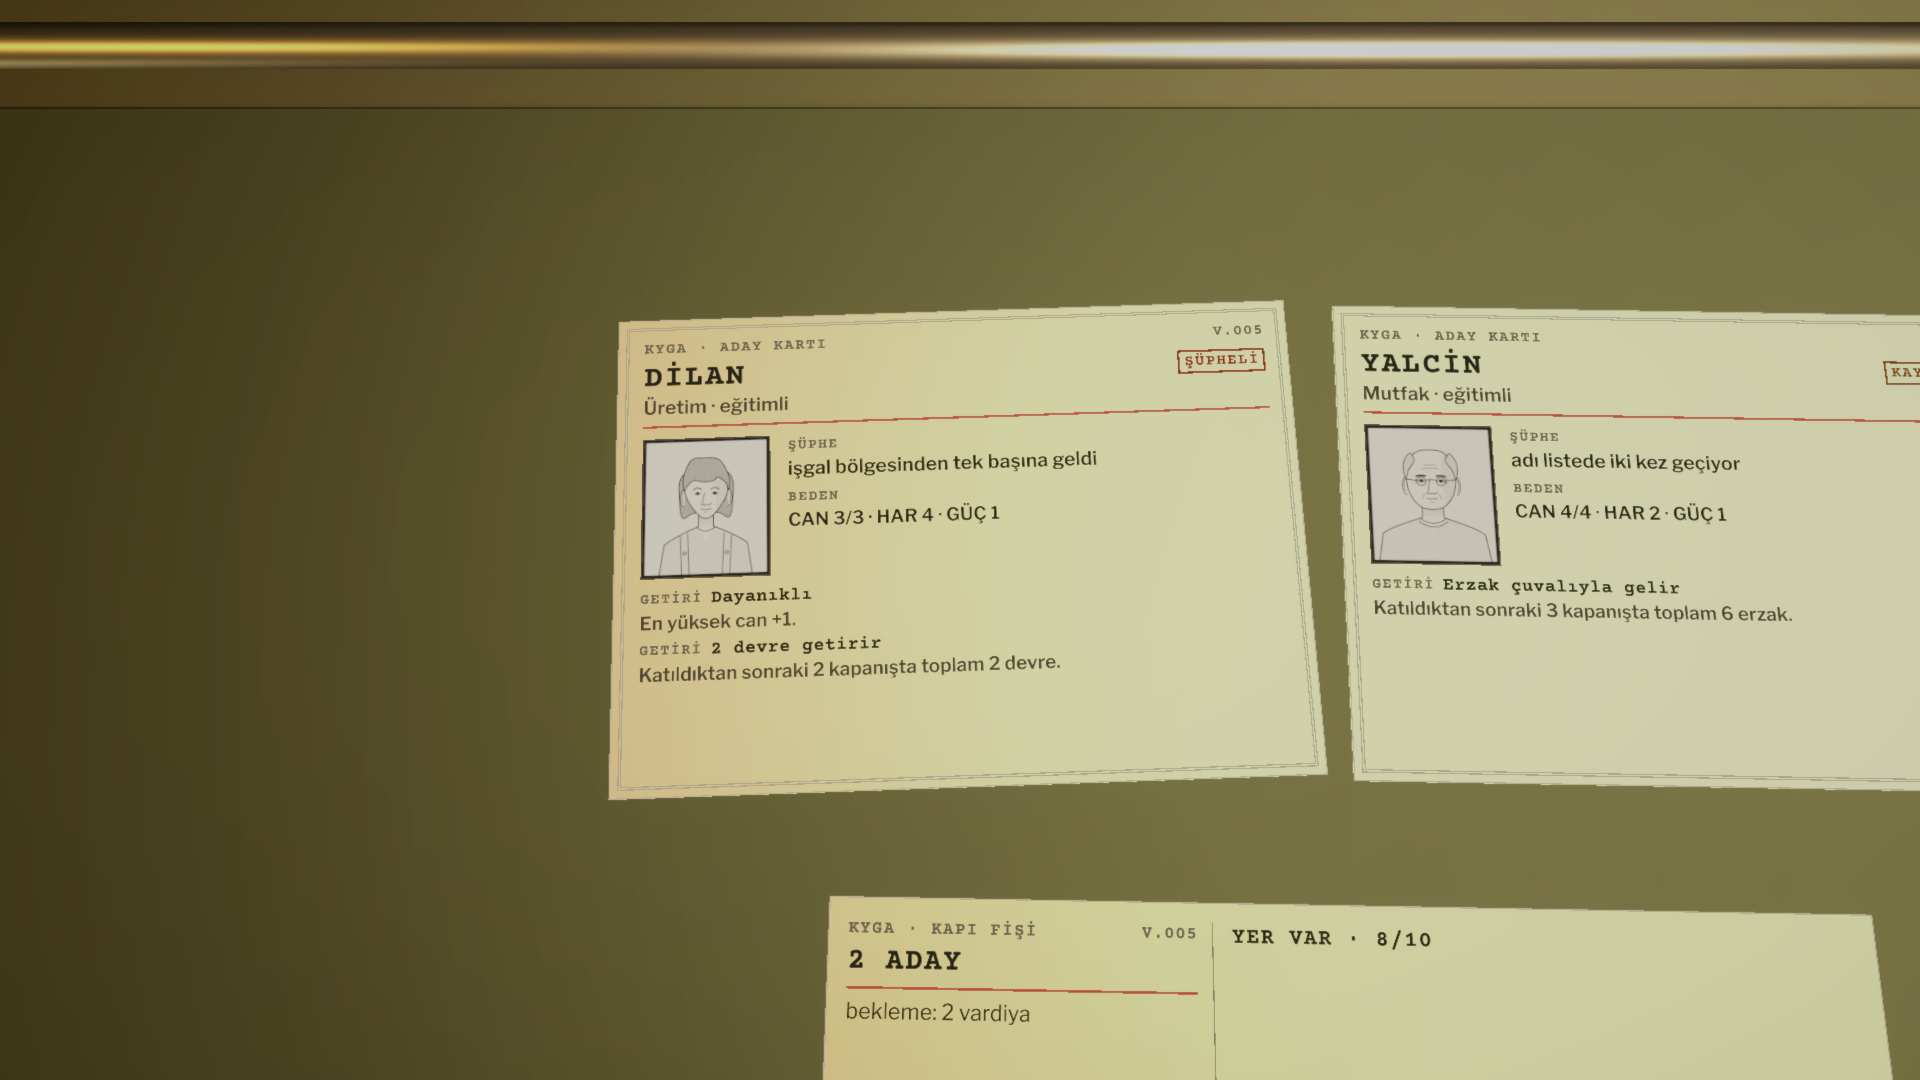 KYGA · ADAY KARTI
V.005
DİLAN
ŞÜPHELİ
Üretim · eğitimli
ŞÜPHE
işgal bölgesinden tek başına geldi
BEDEN
CAN 3/3 · HAR 4 · GÜÇ 1
GETİRİ Dayanıklı
En yüksek can +1.
GETİRİ 2 devre getirir
Katıldıktan sonraki 2 kapanışta toplam 2 devre.
KYGA · ADAY KARTI
YALCİN
Mutfak · eğitimli
ŞÜPHE
adı listede iki kez geçiyor
BEDEN
CAN 4/4 · HAR 2 · GÜÇ 1
GETİRİ Erzak çuvalıyla gelir
Katıldıktan sonraki 3 kapanışta toplam 6 erzak.
KYGA · KAPI FİŞİ
V.005
2 ADAY
bekleme: 2 vardiya
YER VAR · 8/10